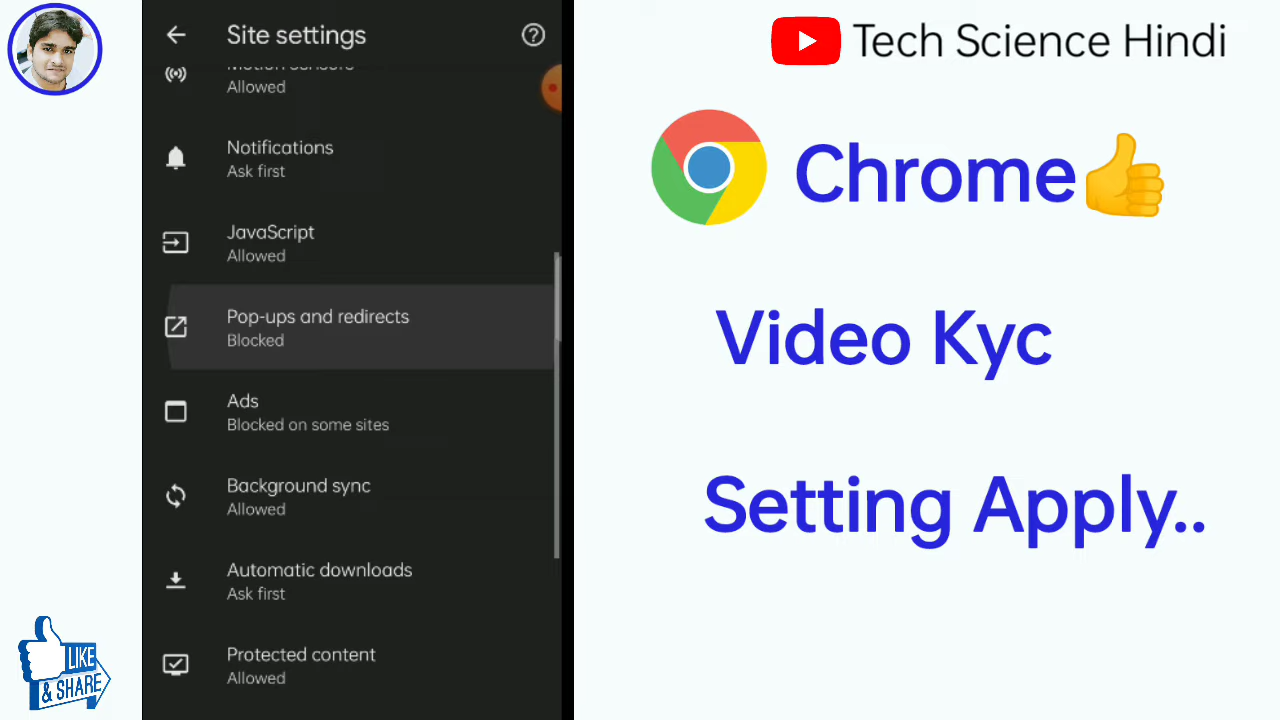 Site settings
Motion sensors
Allowed
Notifications
Ask first
JavaScript
Allowed
Pop-ups and redirects
Blocked
Ads
Blocked on some sites
Background sync
Allowed
Automatic downloads
Ask first
Protected content
Allowed
Tech Science Hindi
Chrome👍
Video Kyc
Setting Apply..
LIKE
& SHARE